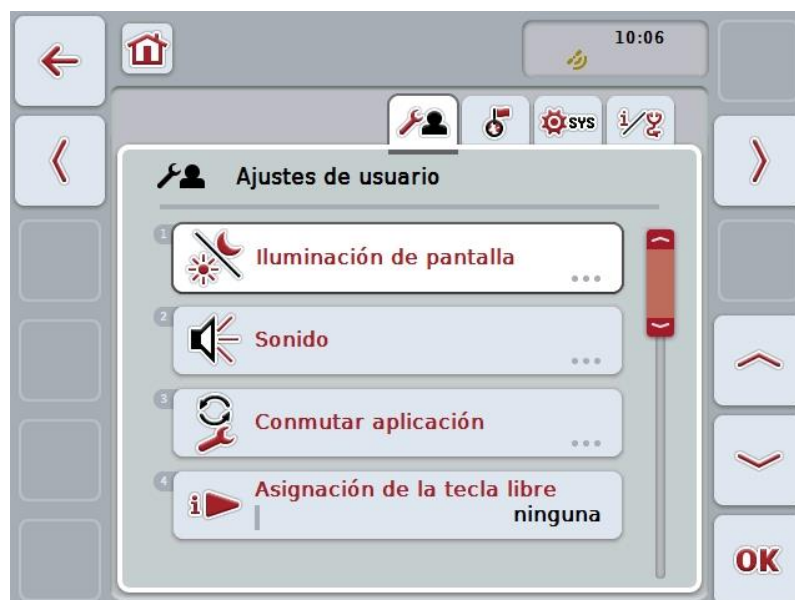 10:06
SYS
i
Ajustes de usuario
1
Iluminación de pantalla
2
Sonido
3
Conmutar aplicación
4
i
Asignación de la tecla libre
ninguna
OK